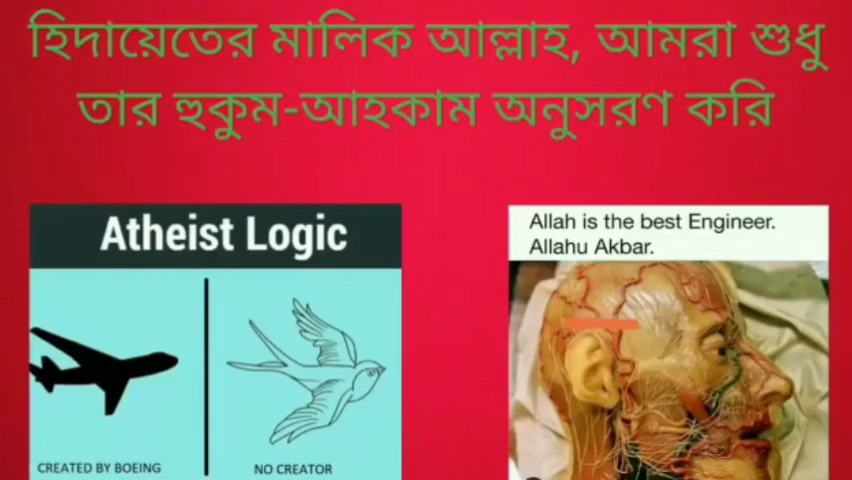 হিদায়েতের মালিক আল্লাহ, আমরা শুধু
তার হুকুম-আহকাম অনুসরণ করি
Atheist Logic
CREATED BY BOEING
NO CREATOR
Allah is the best Engineer.
Allahu Akbar.